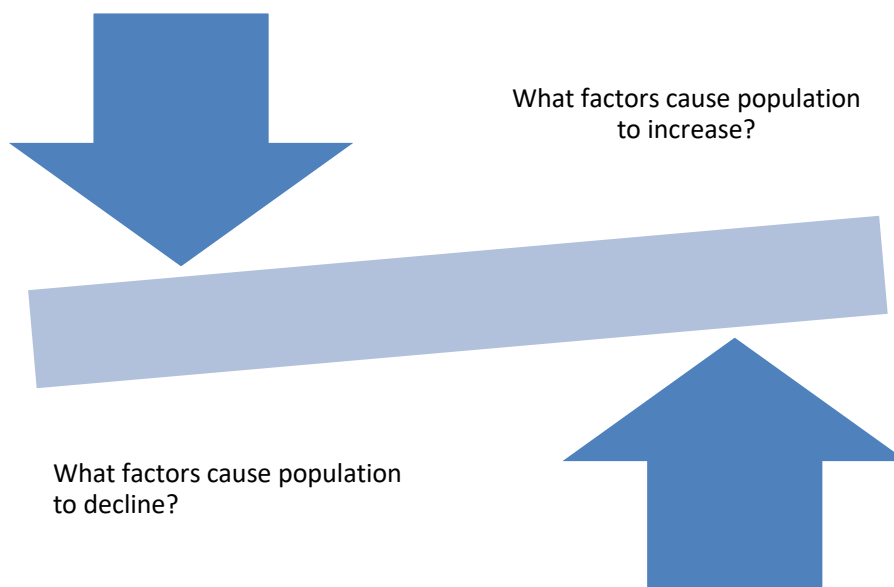 What factors cause population
to increase?
What factors cause population
to decline?